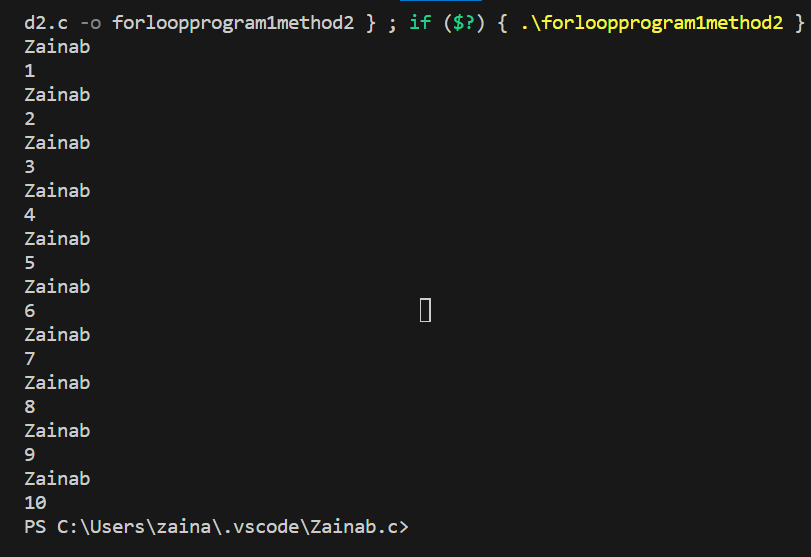 d2.c -o forloopprogram1method2 } ; if ($?) { .\forloopprogram1method2 }
Zainab
1
Zainab
2
Zainab
3
Zainab
4
Zainab
5
Zainab
6
Zainab
7
Zainab
8
Zainab
9
Zainab
10
PS C:\Users\zaina\.vscode\Zainab.c>